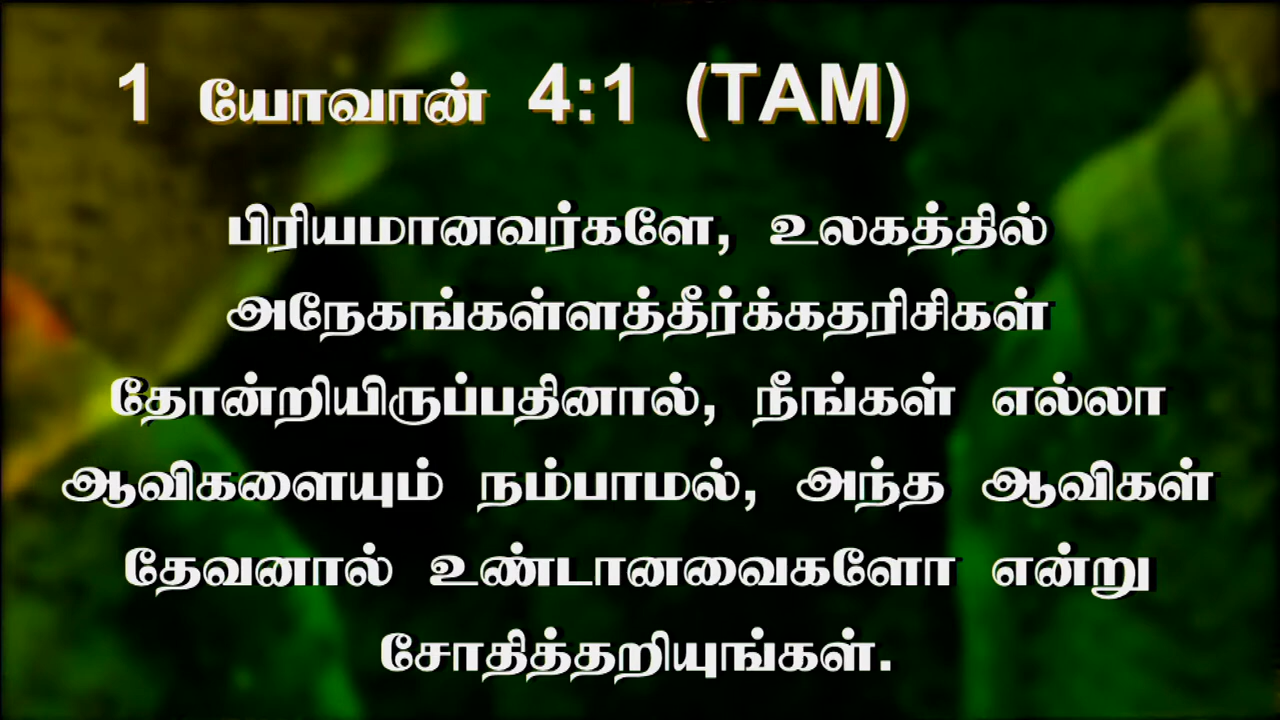 1 யோவான் 4:1 (TAM)
பிரியமானவர்களே, உலகத்தில்
அநேகங்கள்ளத்தீர்க்கதரிசிகள்
தோன்றியிருப்பதினால், நீங்கள் எல்லா
ஆவிகளையும் நம்பாமல், அந்த ஆவிகள்
தேவனால் உண்டானவைகளோ என்று
சோதித்தறியுங்கள்.